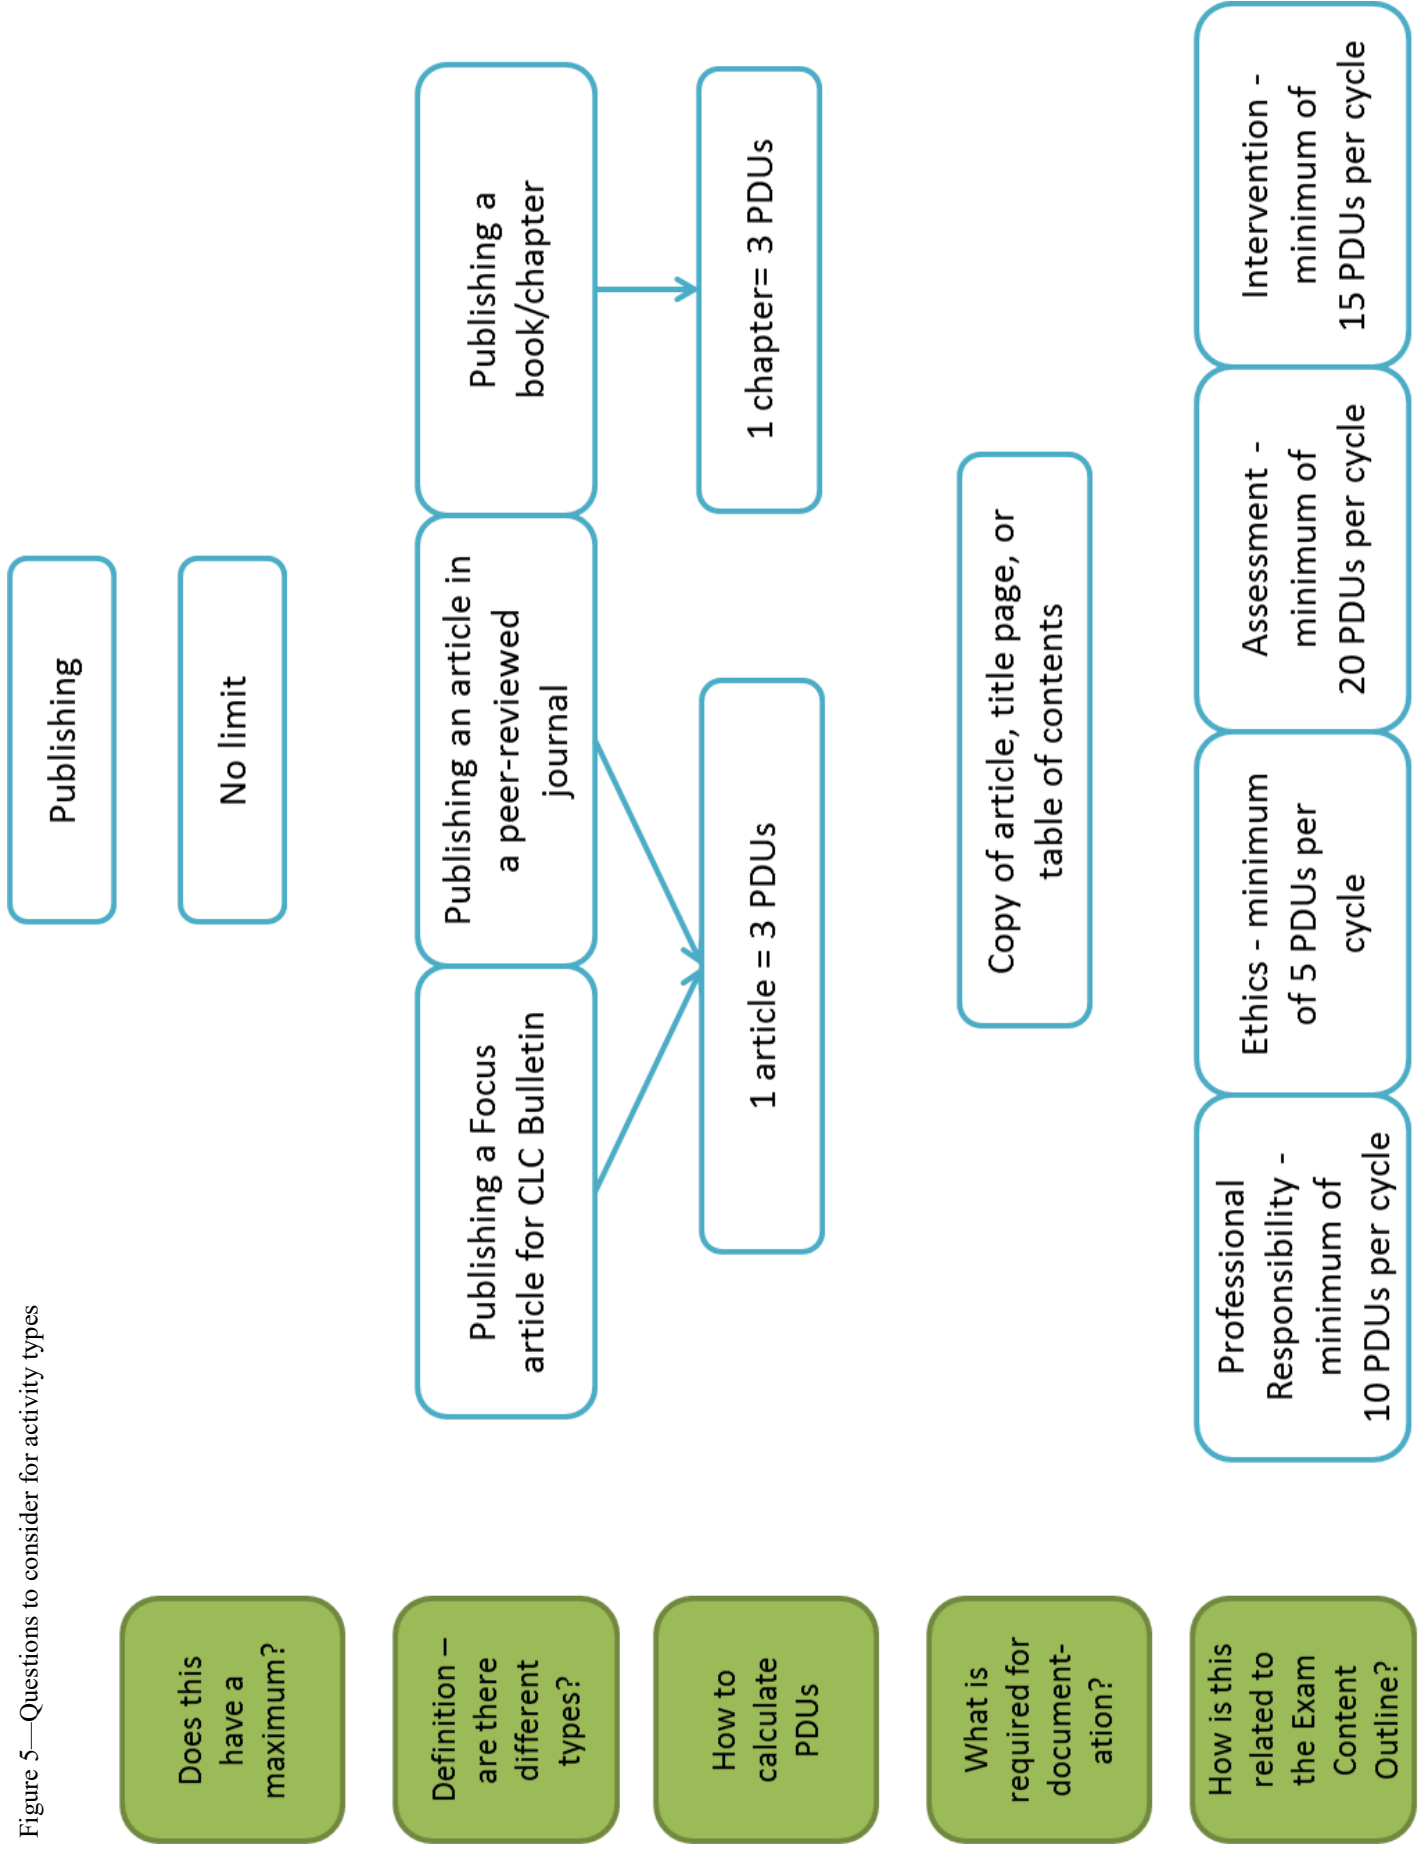 Figure 5—Questions to consider for activity types
Publishing
Does this
have a
maximum?
No limit
Definition –
are there
different
types?
Publishing a Focus
article for CLC Bulletin
Publishing an article in
a peer-reviewed
journal
Publishing a
book/chapter
How to
calculate
PDUs
1 article = 3 PDUs
1 chapter= 3 PDUs
What is
required for
document-
ation?
Copy of article, title page, or
table of contents
How is this
related to
the Exam
Content
Outline?
Professional
Responsibility -
minimum of
10 PDUs per cycle
Ethics - minimum
of 5 PDUs per
cycle
Assessment -
minimum of
20 PDUs per cycle
Intervention -
minimum of
15 PDUs per cycle